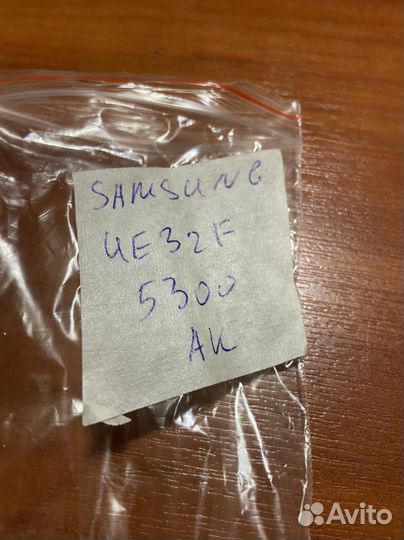 SAMSUNG
UE32F
5300
AK
Avito